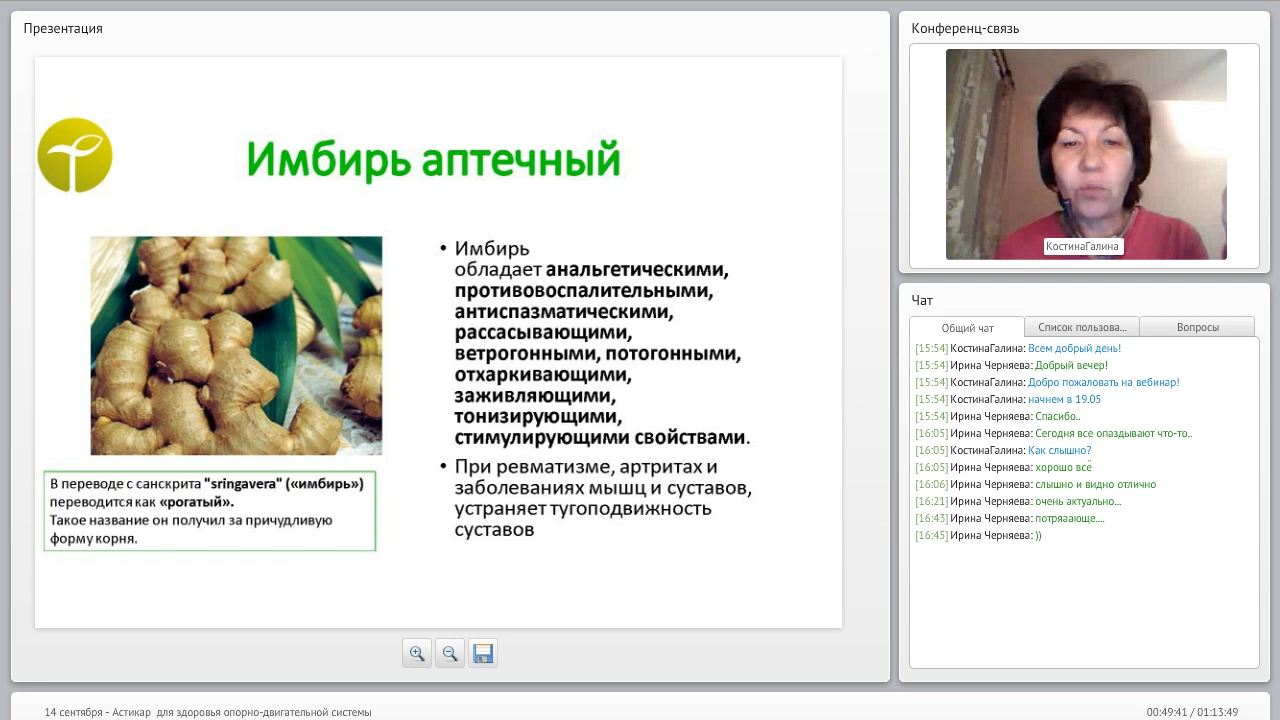 Презентация
Имбирь аптечный
• Имбирь
обладает анальгетическими,
противовоспалительными,
антиспазматическими,
рассасывающими,
ветрогонными, потогонными,
отхаркивающими,
заживляющими,
тонизирующими,
стимулирующими свойствами.
• При ревматизме, артритах и
заболеваниях мышц и суставов,
устраняет тугоподвижность
суставов
В переводе с санскрита "sringavera" («имбирь»)
переводится как «рогатый».
Такое название он получил за причудливую
форму корня.
Конференц-связь
КостинаГалина
Чат
Общий чат
Список пользова...
Вопросы
[15:54] КостинаГалина: Всем добрый день!
[15:54] Ирина Черняева: Добрый вечер!
[15:54] КостинаГалина: Добро пожаловать на вебинар!
[15:54] КостинаГалина: начнем в 19.05
[15:54] Ирина Черняева: Спасибо..
[16:05] Ирина Черняева: Сегодня все опаздывают что-то..
[16:05] КостинаГалина: Как слышно?
[16:05] Ирина Черняева: хорошо всё
[16:06] Ирина Черняева: слышно и видно отлично
[16:21] Ирина Черняева: очень актуально...
[16:43] Ирина Черняева: потряаающе....
[16:45] Ирина Черняева: ))
14 сентября - Астикар для здоровья опорно-двигательной системы
00:49:41 / 01:13:49